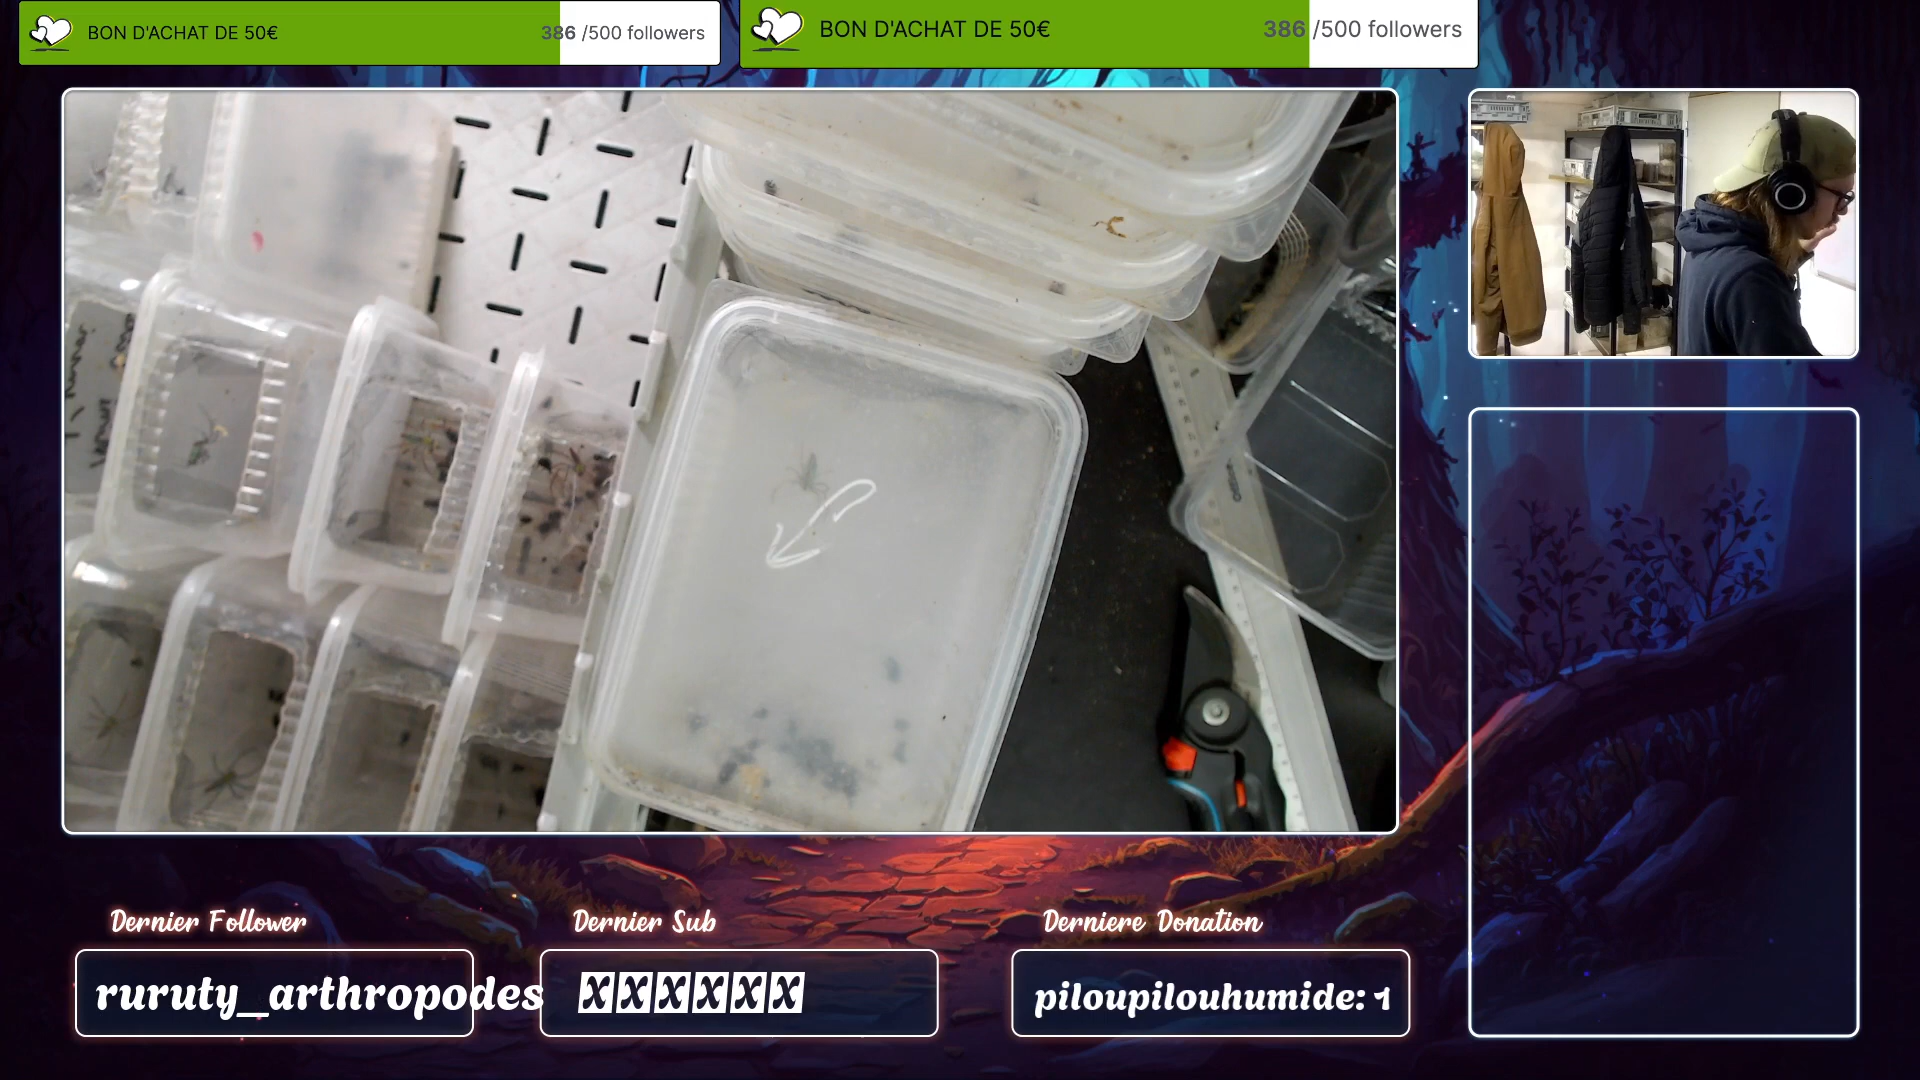 BON D'ACHAT DE 50€ 386 /500 followers
BON D'ACHAT DE 50€ 386 /500 followers
Dernier Follower
ruruty_arthropodes
Dernier Sub
Derniere Donation
piloupilouhumide: 1